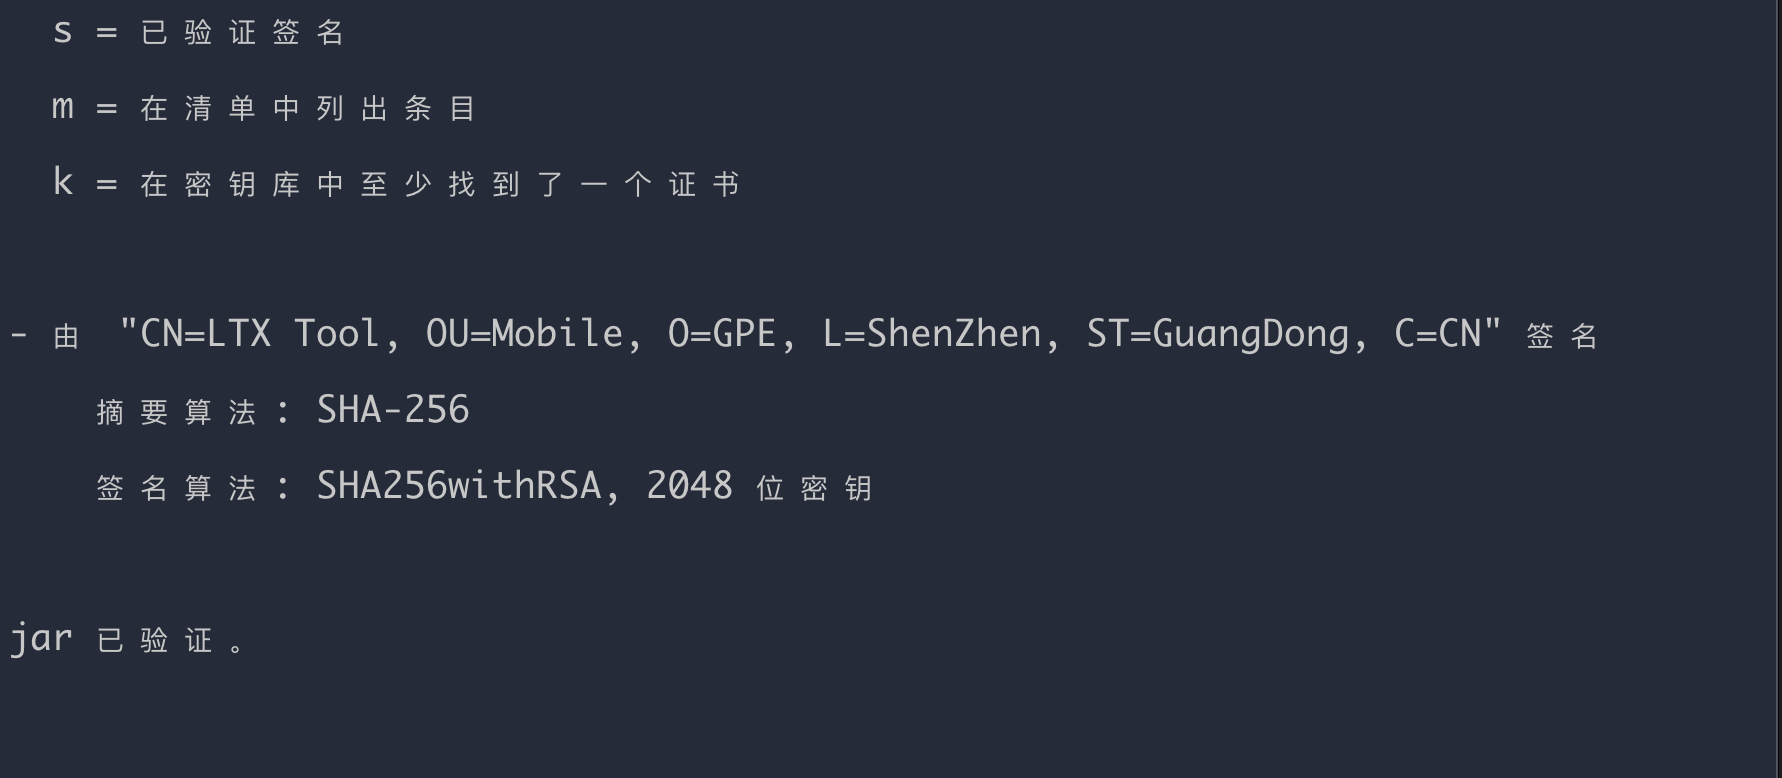 s = 已验证签名
m = 在清单中列出条目
k = 在密钥库中至少找到了一个证书
- 由 "CN=LTX Tool, OU=Mobile, O=GPE, L=ShenZhen, ST=GuangDong, C=CN" 签名
摘要算法: SHA-256
签名算法: SHA256withRSA, 2048 位密钥
jar 已验证。